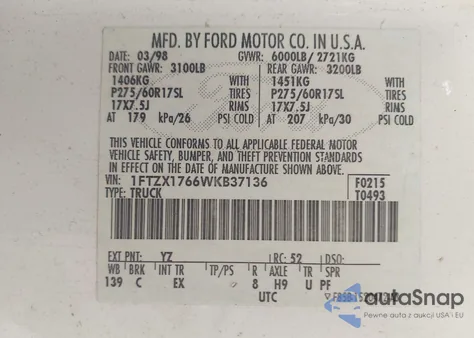 MFD. BY FORD MOTOR CO. IN U.S.A.
DATE: 03/98 GVWR: 6000LB/ 2721KG
FRONT GAWR: 3100LB REAR GAWR: 3200LB
1406KG WITH 1451KG WITH
P275/60R17SL TIRES P275/60R17SL TIRES
17X7.5J RIMS 17X7.5J RIMS
AT 179 kPa/26 PSI COLD AT 207 kPa/30 PSI COLD
THIS VEHICLE CONFORMS TO ALL APPLICABLE FEDERAL MOTOR
VEHICLE SAFETY, BUMPER, AND THEFT PREVENTION STANDARDS
IN EFFECT ON THE DATE OF MANUFACTURE SHOWN ABOVE.
VIN: 1FTZX1766WKB37136 F0215
TYPE: TRUCK T0493
EXT PNT: YZ RC: 52 DSO:
WB BRK INT TR TP/PS R AXLE TR SPR
139 C EX 8 H9 U PF
UTC
autoSnap
Pewne auta z aukcji USA i EU